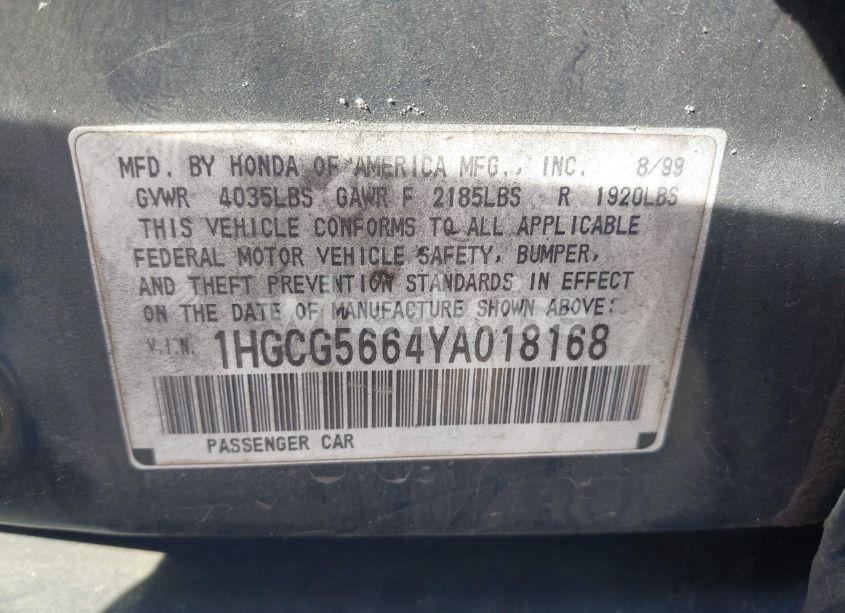 MFD. BY HONDA OF AMERICA MFG., INC. 8/99
GVWR 4035LBS GAWR F 2185LBS R 1920LBS
THIS VEHICLE CONFORMS TO ALL APPLICABLE
FEDERAL MOTOR VEHICLE SAFETY, BUMPER,
AND THEFT PREVENTION STANDARDS IN EFFECT
ON THE DATE OF MANUFACTURE SHOWN ABOVE:
V.I.N. 1HGCG5664YA018168
PASSENGER CAR